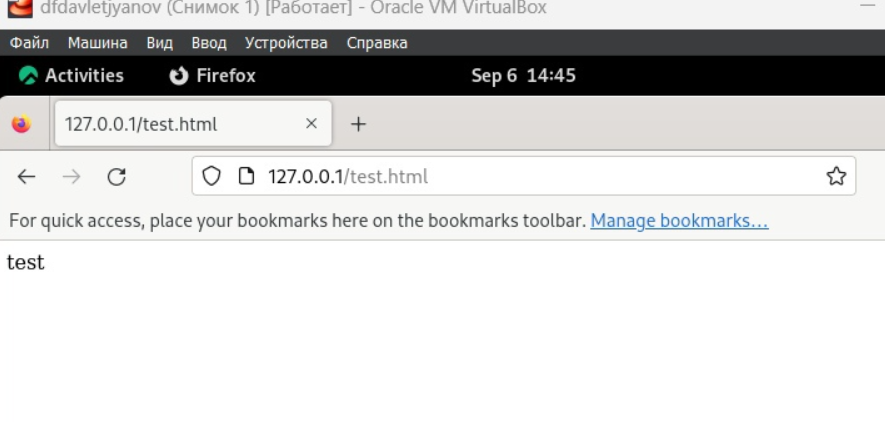 dfdavletjyanov (Снимок 1) [Работает] - Oracle VM VirtualBox
Файл Машина Вид Ввод Устройства Справка
Activities Firefox Sep 6 14:45
127.0.0.1/test.html
127.0.0.1/test.html
For quick access, place your bookmarks here on the bookmarks toolbar. Manage bookmarks...
test